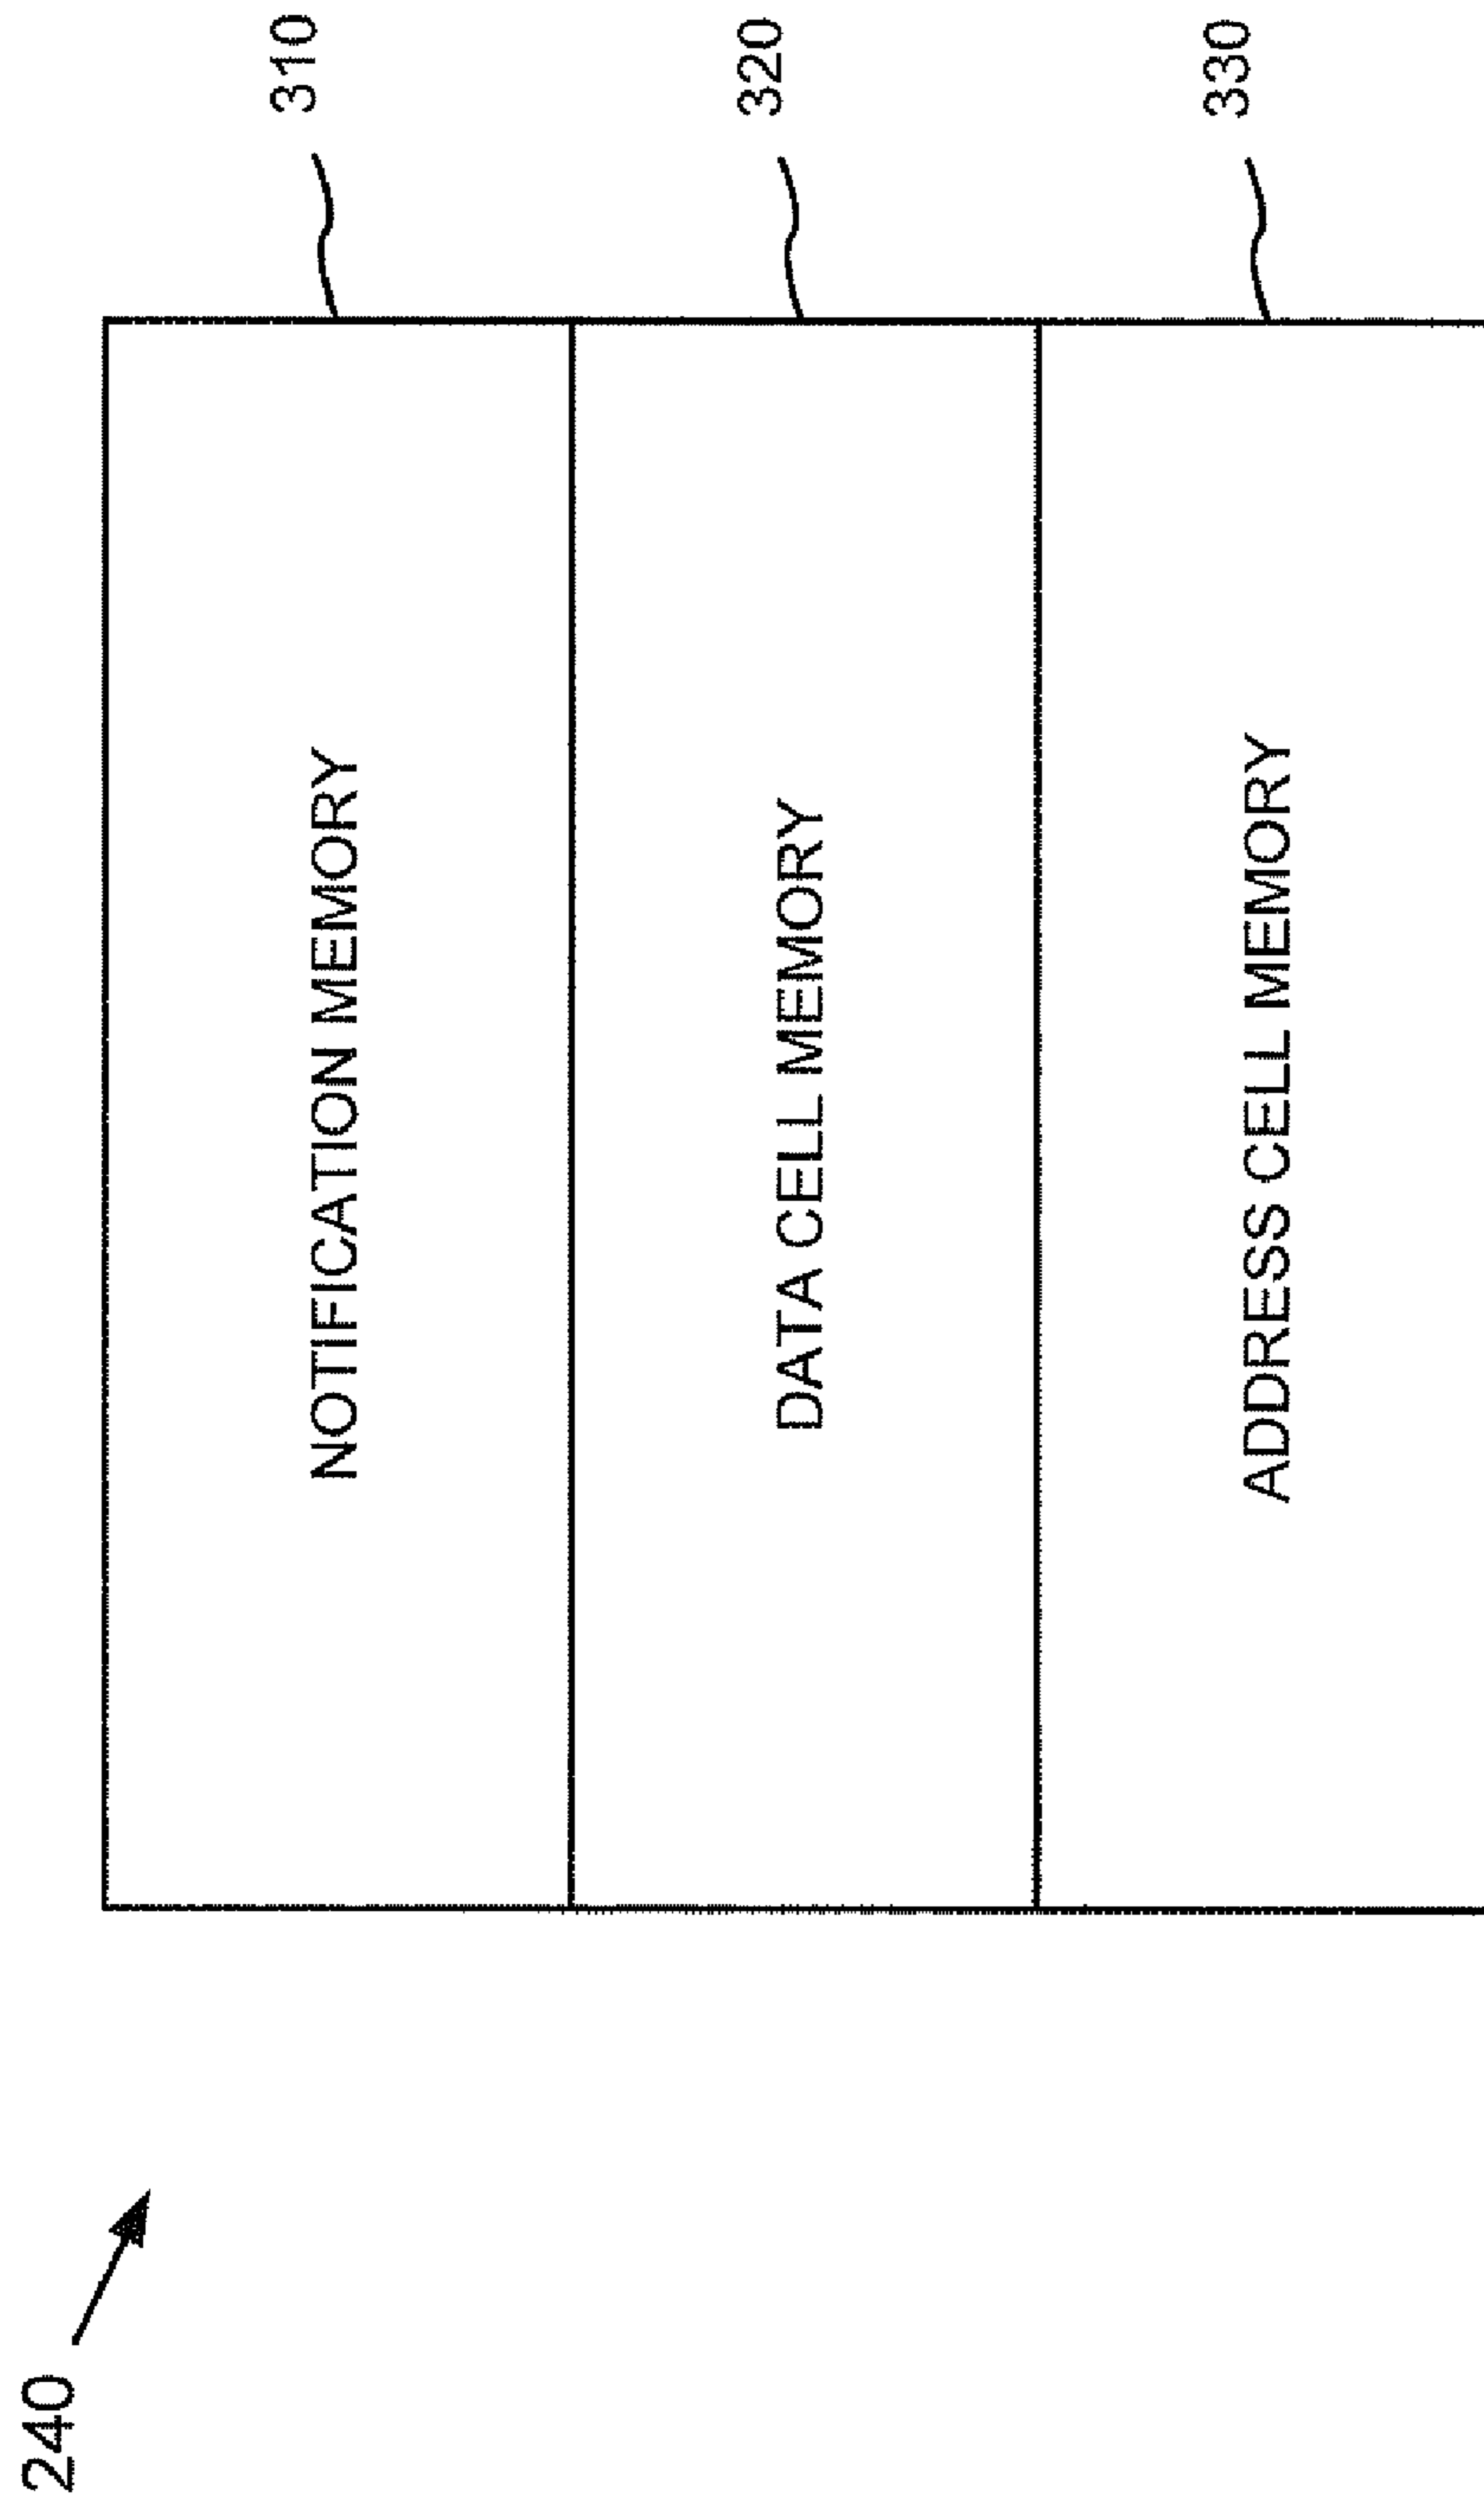 240
NOTIFICATION MEMORY
310
DATA CELL MEMORY
320
ADDRESS CELL MEMORY
330